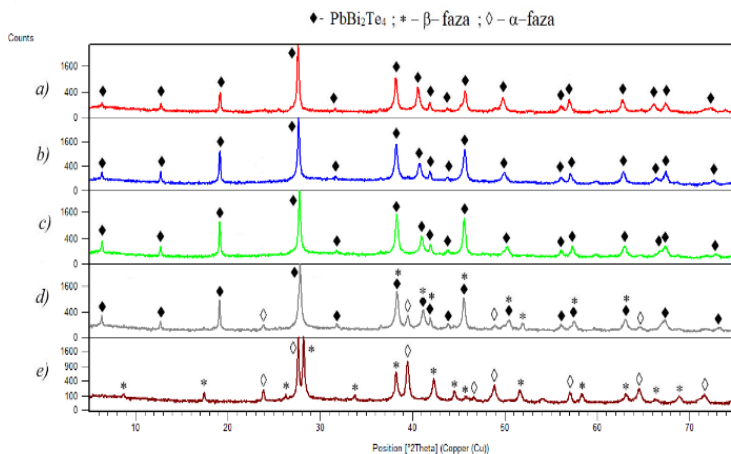 ♦- PbBi₂Te₄ ; * – β– faza ; ◊ – α–faza
Counts
a)
1600
400
0
b)
1600
400
0
c)
1600
400
0
d)
1600
400
0
e)
1600
900
400
100
0
10 20 30 40 50 60 70
Position [°2Theta] (Copper (Cu))